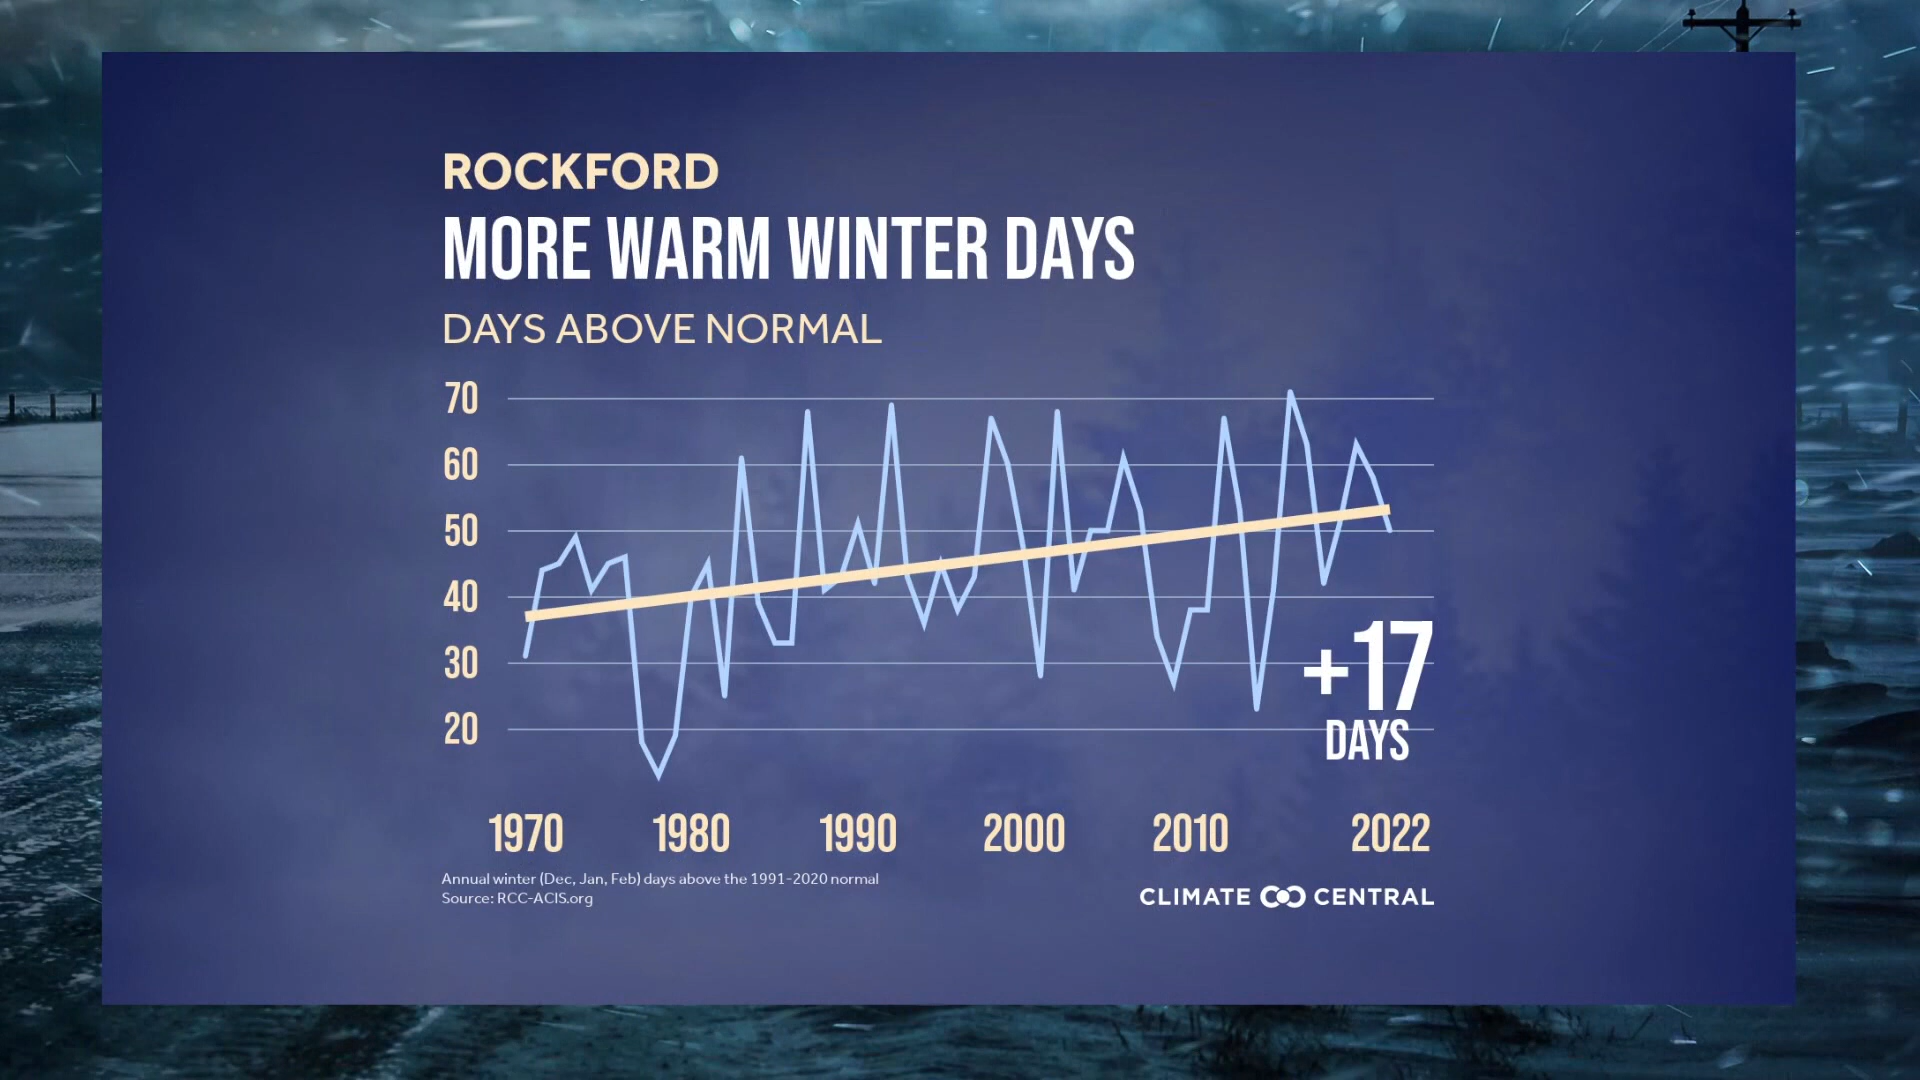 ROCKFORD
MORE WARM WINTER DAYS
DAYS ABOVE NORMAL
70
60
50
40
30
20
+17
DAYS
1970 1980 1990 2000 2010 2022
Annual winter (Dec, Jan, Feb) days above the 1991-2020 normal
Source: RCC-ACIS.org
CLIMATE CENTRAL